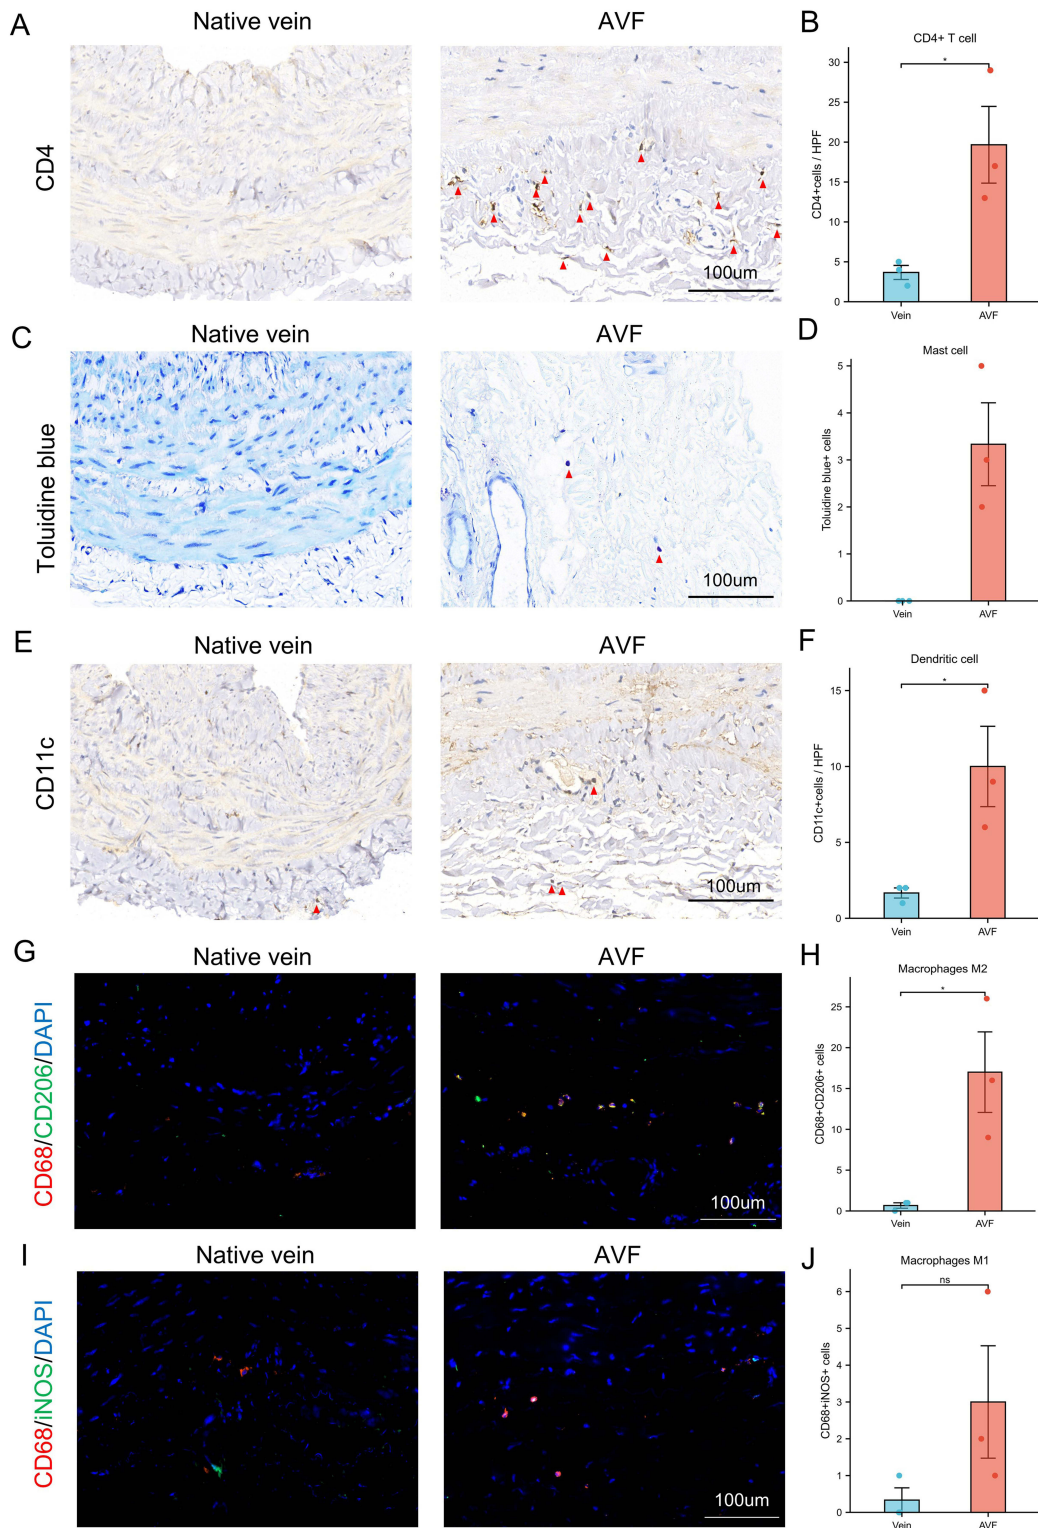 A
Native vein
AVF
CD4
100um
B
CD4+ T cell
*
CD4+cells / HPF
30
25
20
15
10
5
0
Vein
AVF
C
Native vein
AVF
Toluidine blue
100um
D
Mast cell
Toluidine blue+ cells
5
4
3
2
1
0
Vein
AVF
E
Native vein
AVF
CD11c
100um
F
Dendritic cell
*
CD11c+cells / HPF
15
10
5
0
Vein
AVF
G
Native vein
AVF
CD68/CD206/DAPI
100um
H
Macrophages M2
*
CD68+CD206+ cells
25
20
15
10
5
0
Vein
AVF
I
Native vein
AVF
CD68/iNOS/DAPI
100um
J
Macrophages M1
ns
CD68+iNOS+ cells
6
5
4
3
2
1
0
Vein
AVF